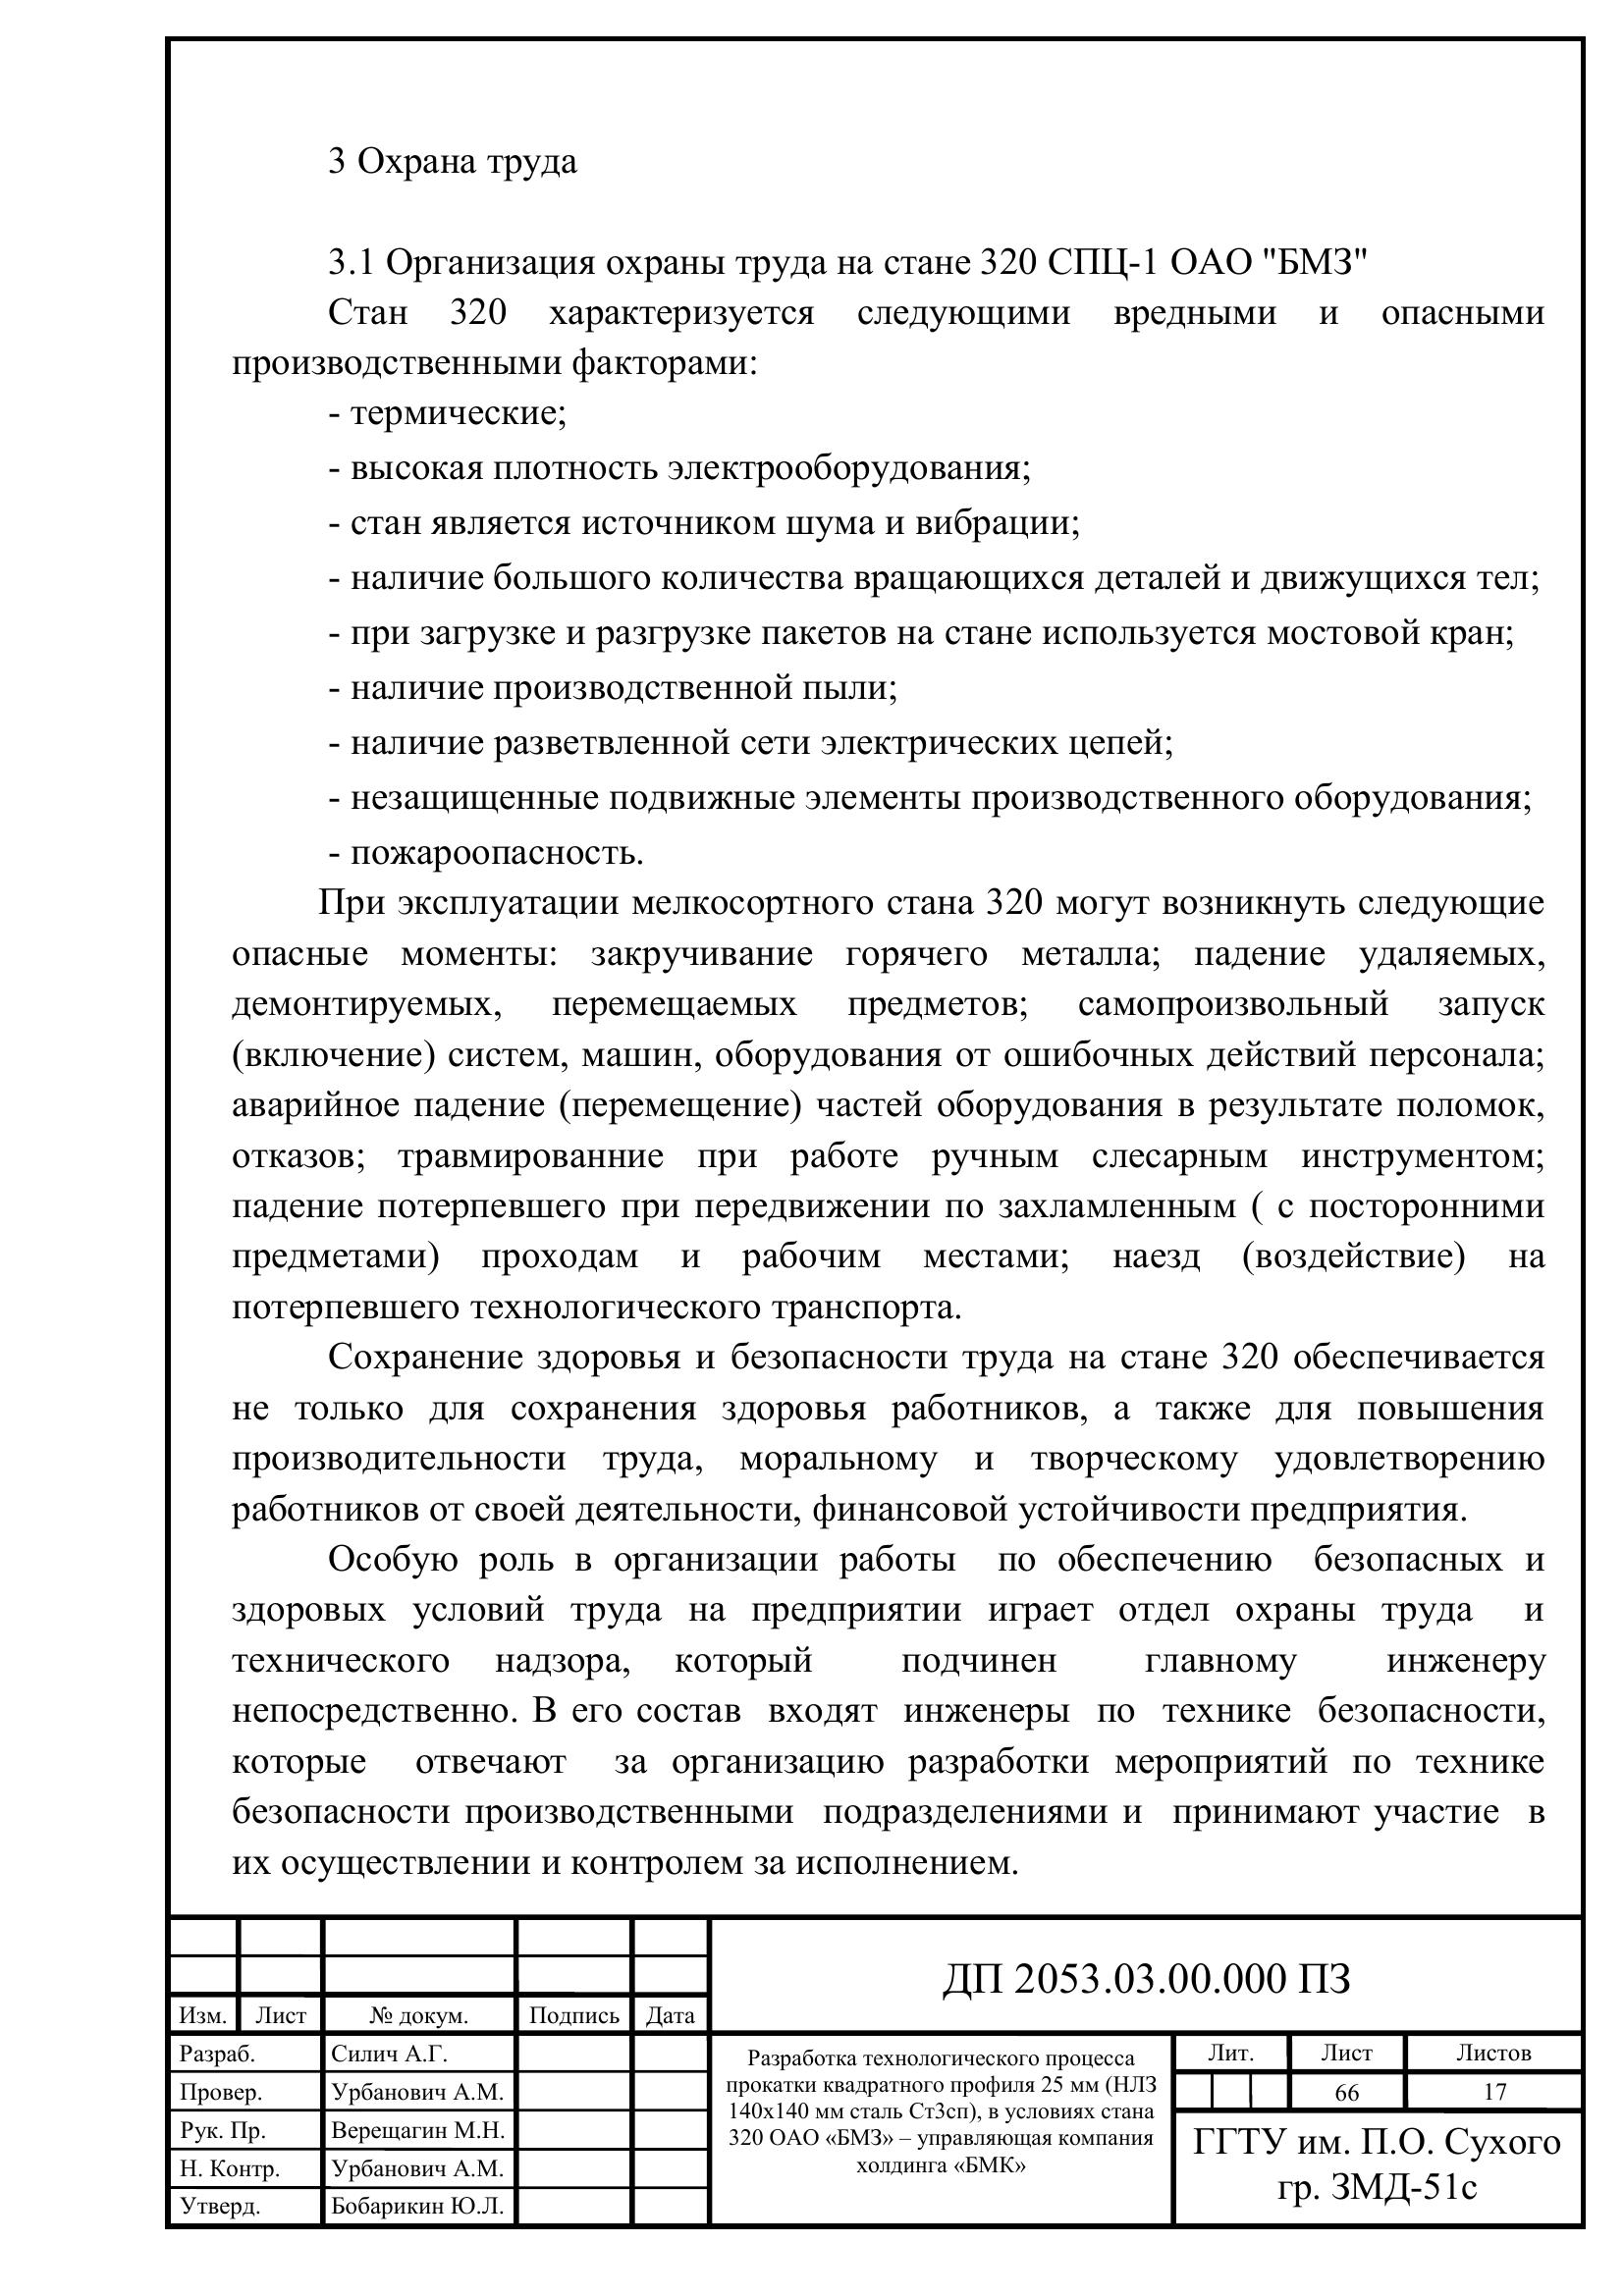 3 Охрана труда
3.1 Организация охраны труда на стане 320 СПЦ-1 ОАО "БМЗ"
Стан 320 характеризуется следующими вредными и опасными
производственными факторами:
- термические;
- высокая плотность электрооборудования;
- стан является источником шума и вибрации;
- наличие большого количества вращающихся деталей и движущихся тел;
- при загрузке и разгрузке пакетов на стане используется мостовой кран;
- наличие производственной пыли;
- наличие разветвленной сети электрических цепей;
- незащищенные подвижные элементы производственного оборудования;
- пожароопасность.
При эксплуатации мелкосортного стана 320 могут возникнуть следующие
опасные моменты: закручивание горячего металла; падение удаляемых,
демонтируемых, перемещаемых предметов; самопроизвольный запуск
(включение) систем, машин, оборудования от ошибочных действий персонала;
аварийное падение (перемещение) частей оборудования в результате поломок,
отказов; травмированние при работе ручным слесарным инструментом;
падение потерпевшего при передвижении по захламленным ( с посторонними
предметами) проходам и рабочим местами; наезд (воздействие) на
потерпевшего технологического транспорта.
Сохранение здоровья и безопасности труда на стане 320 обеспечивается
не только для сохранения здоровья работников, а также для повышения
производительности труда, моральному и творческому удовлетворению
работников от своей деятельности, финансовой устойчивости предприятия.
Особую роль в организации работы по обеспечению безопасных и
здоровых условий труда на предприятии играет отдел охраны труда и
технического надзора, который подчинен главному инженеру
непосредственно. В его состав входят инженеры по технике безопасности,
которые отвечают за организацию разработки мероприятий по технике
безопасности производственными подразделениями и принимают участие в
их осуществлении и контролем за исполнением.
ДП 2053.03.00.000 ПЗ
Изм. Лист № докум. Подпись Дата
Разраб. Силич А.Г.
Провер. Урбанович А.М.
Рук. Пр. Верещагин М.Н.
Н. Контр. Урбанович А.М.
Утверд. Бобарикин Ю.Л.
Разработка технологического процесса
прокатки квадратного профиля 25 мм (НЛЗ
140х140 мм сталь Ст3сп), в условиях стана
320 ОАО «БМЗ» – управляющая компания
холдинга «БМК»
Лит. Лист Листов
66 17
ГГТУ им. П.О. Сухого
гр. ЗМД-51с